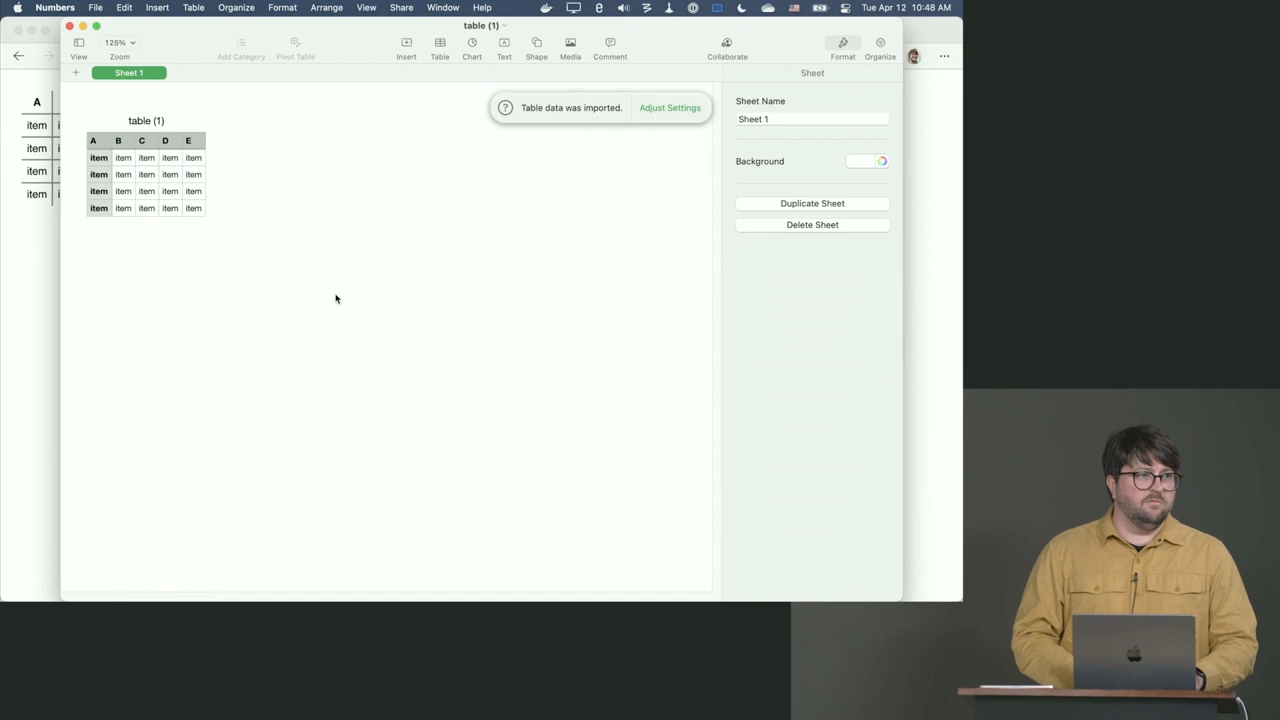 Numbers File Edit Insert Table Organize Format Arrange View Share Window Help Tue Apr 12 10:48 AM
table (1)
125%
View Zoom Add Category Pivot Table Insert Table Chart Text Shape Media Comment Collaborate Format Organize
Sheet 1
Sheet
Table data was imported. Adjust Settings
Sheet Name
Sheet 1
Background
Duplicate Sheet
Delete Sheet
table (1)
A B C D E
item item item item item
item item item item item
item item item item item
item item item item item
A
item i
item i
item i
item i